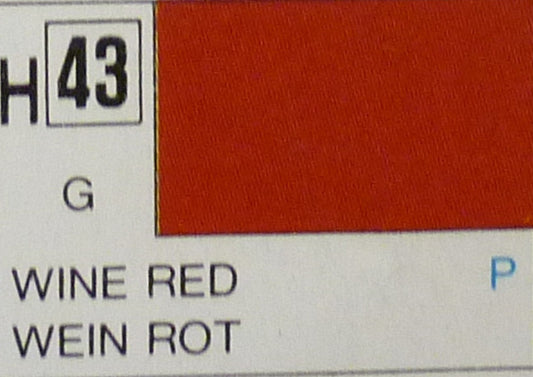 H 43
G
WINE RED P
WEIN ROT